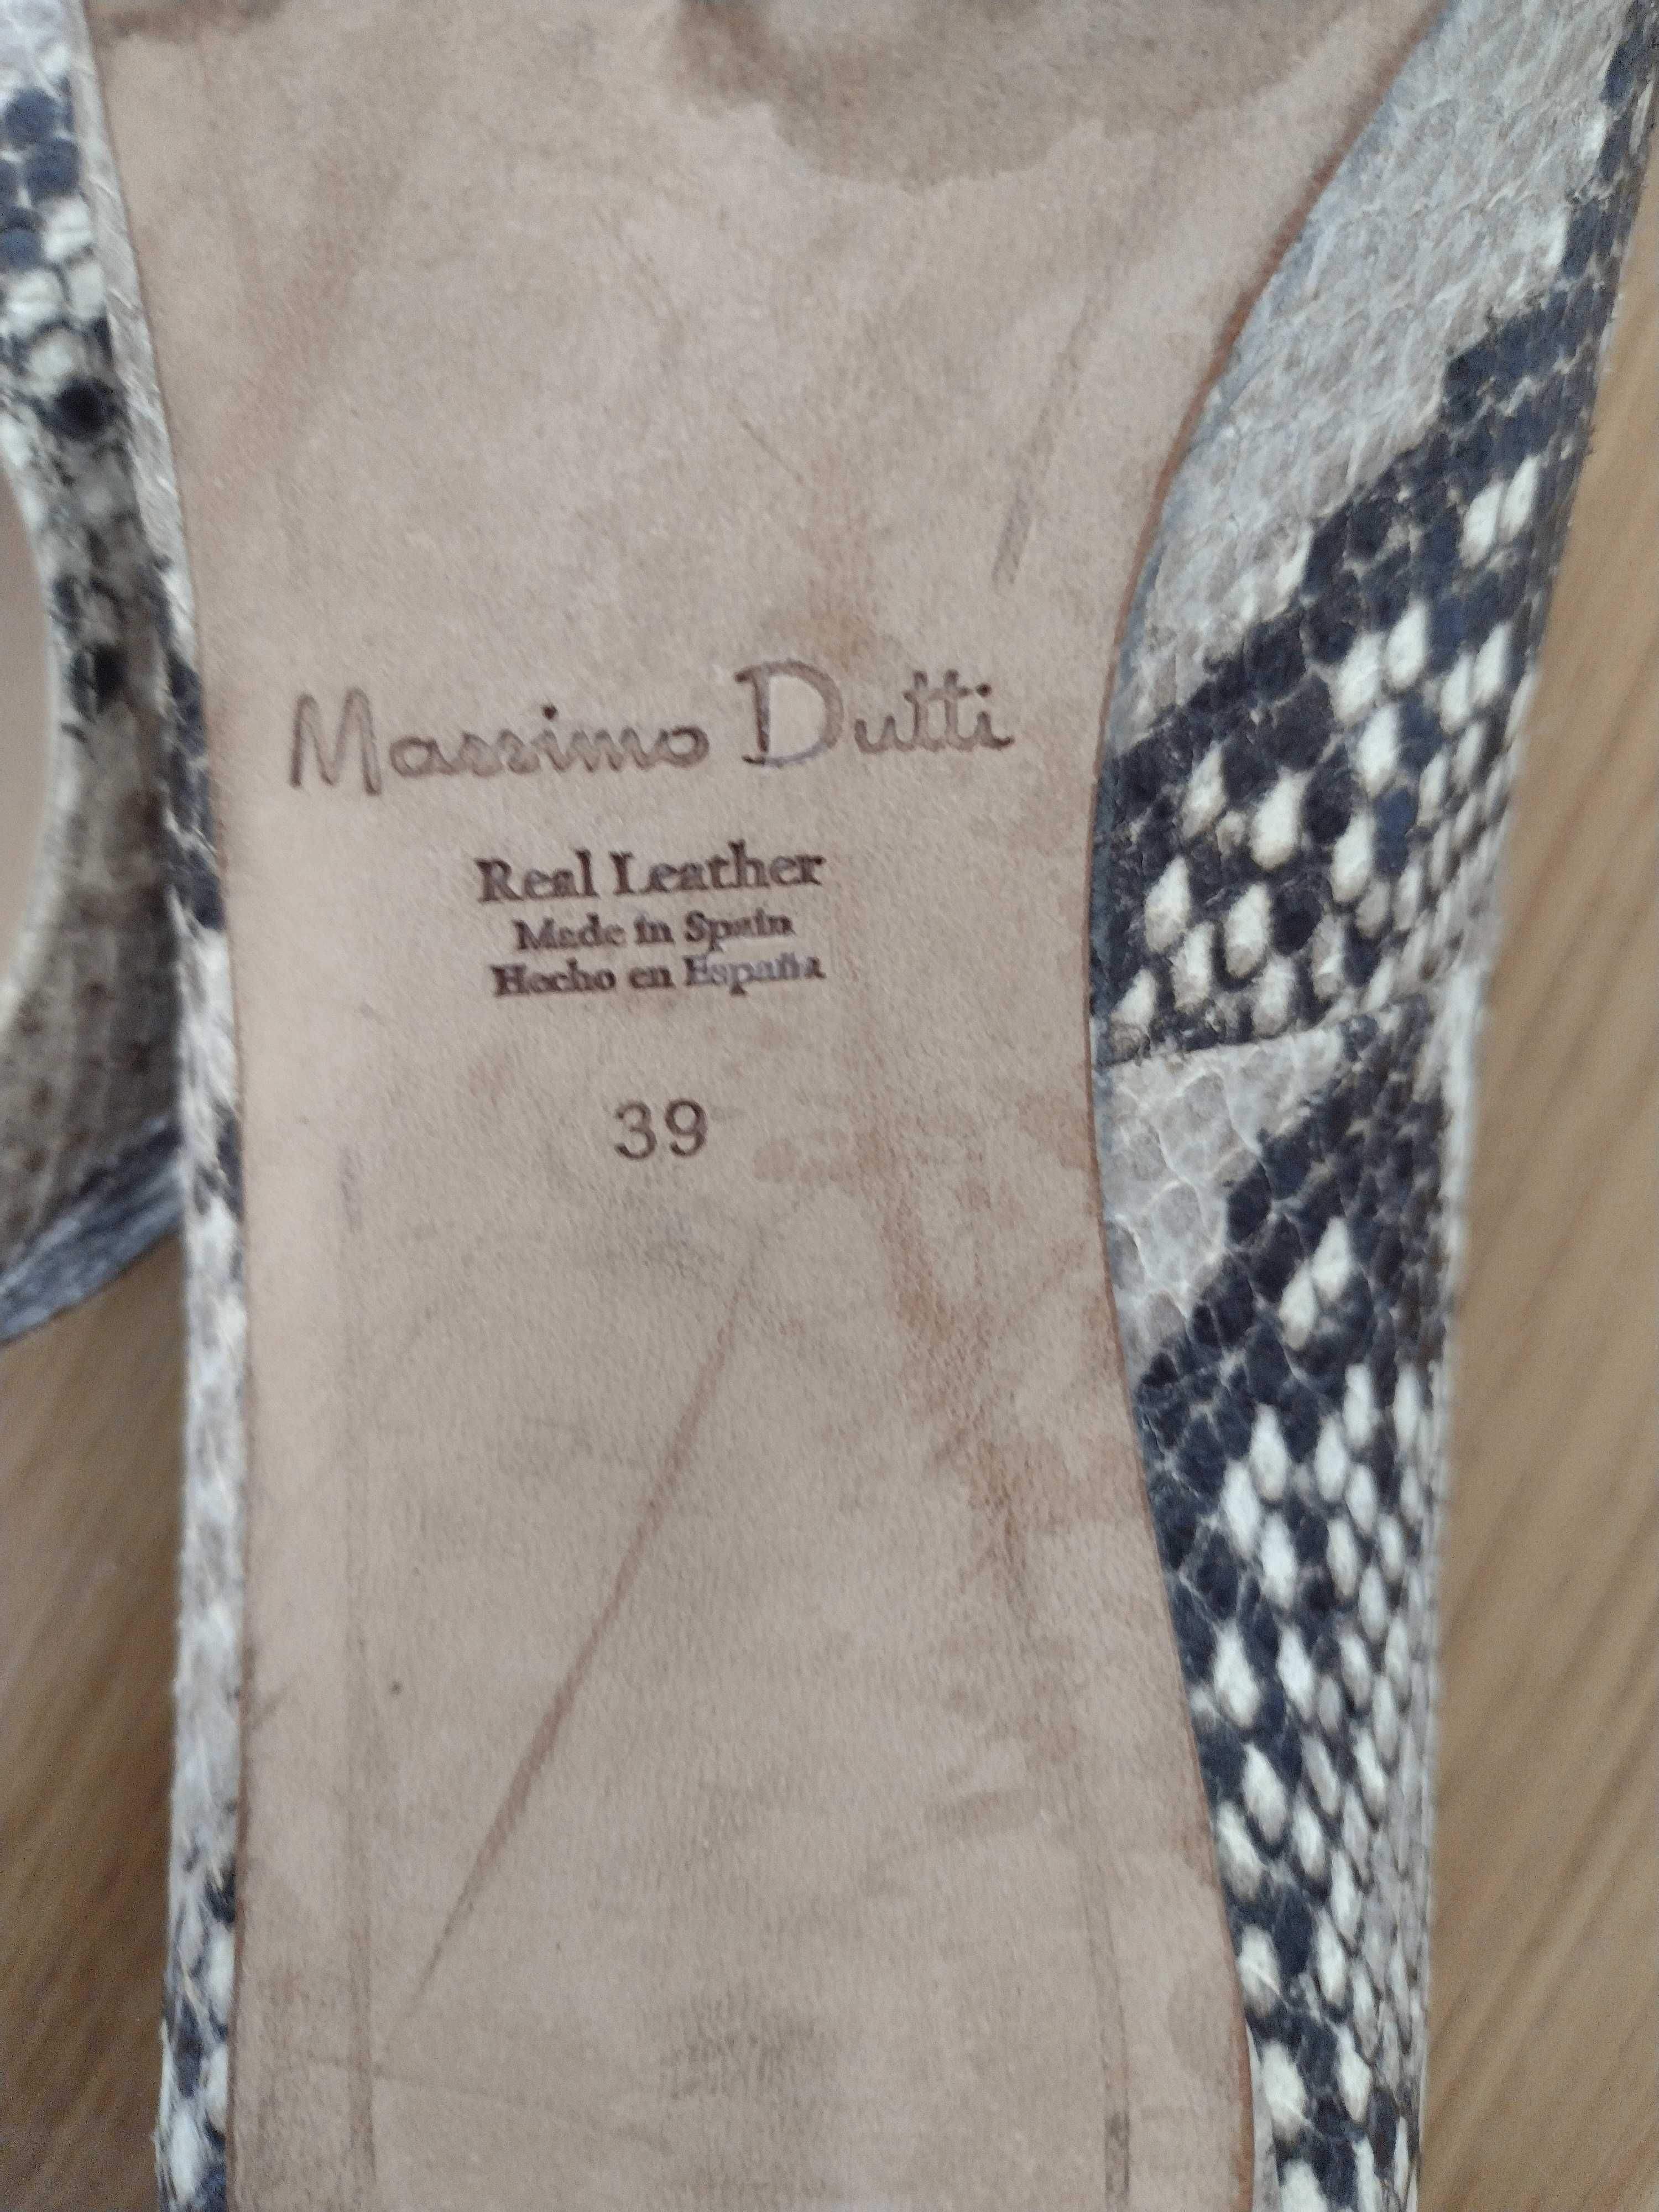 Massimo Dutti
Real Leather
Made in Spain
Hecho en España
39